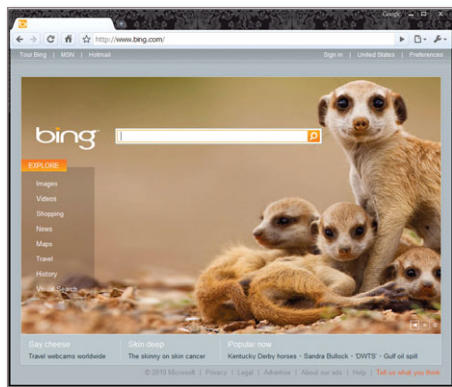 Google
http://www.bing.com/
Tour Bing | MSN | Hotmail
Sign in | United States | Preferences
bing
EXPLORE
Images
Videos
Shopping
News
Maps
Travel
History
Visual Search
Say cheese
Travel webcams worldwide
Skin deep
The skinny on skin cancer
Popular now
Kentucky Derby horses · Sandra Bullock · 'DWTS' · Gulf oil spill
© 2010 Microsoft | Privacy | Legal | Advertise | About our ads | Help | Tell us what you think